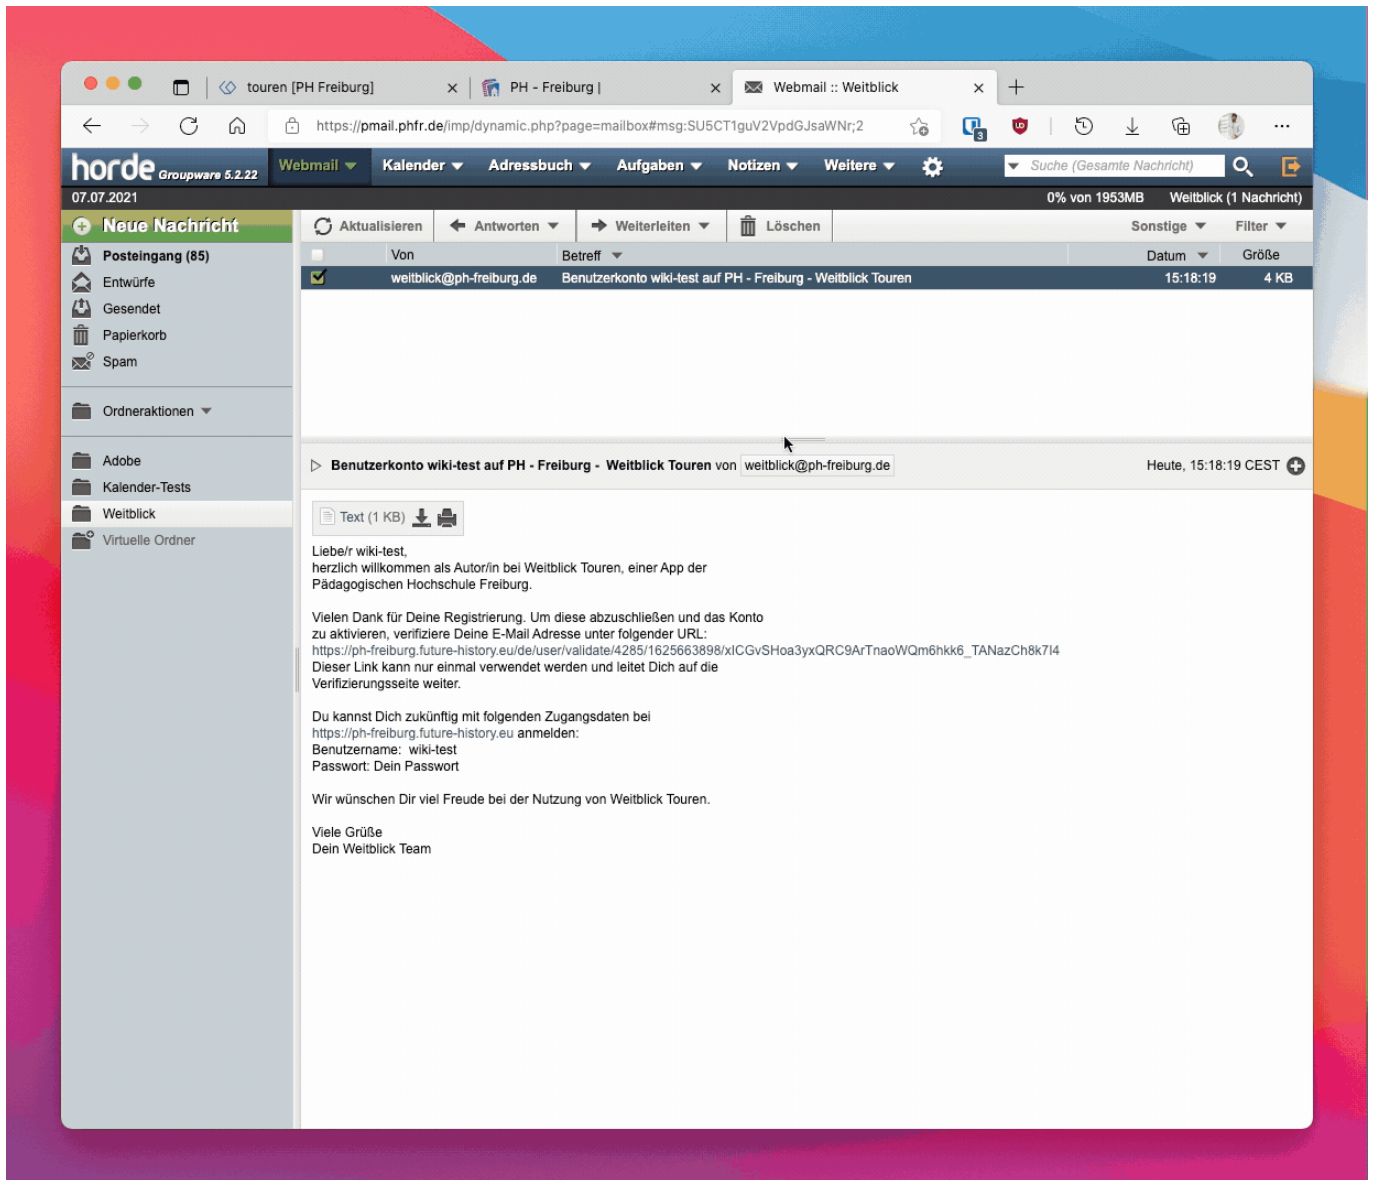 touren [PH Freiburg]
PH - Freiburg |
Webmail :: Weitblick
https://pmail.phfr.de/imp/dynamic.php?page=mailbox#msg:SU5CT1guV2VpdGJsaWNr;2
3
horde Groupware 5.2.22
Webmail
Kalender
Adressbuch
Aufgaben
Notizen
Weitere
Suche (Gesamte Nachricht)
07.07.2021
0% von 1953MB
Weitblick (1 Nachricht)
Neue Nachricht
Aktualisieren
Antworten
Weiterleiten
Löschen
Sonstige
Filter
Posteingang (85)
Entwürfe
Gesendet
Papierkorb
Spam
Ordneraktionen
Adobe
Kalender-Tests
Weitblick
Virtuelle Ordner
Von
Betreff
Datum
Größe
weitblick@ph-freiburg.de
Benutzerkonto wiki-test auf PH - Freiburg - Weitblick Touren
15:18:19
4 KB
Benutzerkonto wiki-test auf PH - Freiburg - Weitblick Touren von weitblick@ph-freiburg.de
Heute, 15:18:19 CEST
Text (1 KB)
Liebe/r wiki-test,
herzlich willkommen als Autor/in bei Weitblick Touren, einer App der
Pädagogischen Hochschule Freiburg.
Vielen Dank für Deine Registrierung. Um diese abzuschließen und das Konto
zu aktivieren, verifiziere Deine E-Mail Adresse unter folgender URL:
https://ph-freiburg.future-history.eu/de/user/validate/4285/1625663898/xICGvSHoa3yxQRC9ArTnaoWQm6hkk6_TANazCh8k7I4
Dieser Link kann nur einmal verwendet werden und leitet Dich auf die
Verifizierungsseite weiter.
Du kannst Dich zukünftig mit folgenden Zugangsdaten bei
https://ph-freiburg.future-history.eu anmelden:
Benutzername: wiki-test
Passwort: Dein Passwort
Wir wünschen Dir viel Freude bei der Nutzung von Weitblick Touren.
Viele Grüße
Dein Weitblick Team